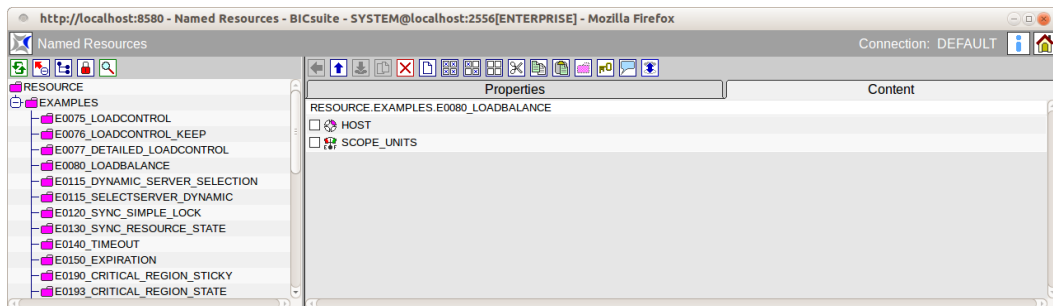 http://localhost:8580 - Named Resources - BICsuite - SYSTEM@localhost:2556[ENTERPRISE] - Mozilla Firefox
Named Resources
Connection: DEFAULT
RESOURCE
EXAMPLES
E0075_LOADCONTROL
E0076_LOADCONTROL_KEEP
E0077_DETAILED_LOADCONTROL
E0080_LOADBALANCE
E0115_DYNAMIC_SERVER_SELECTION
E0115_SELECTSERVER_DYNAMIC
E0120_SYNC_SIMPLE_LOCK
E0130_SYNC_RESOURCE_STATE
E0140_TIMEOUT
E0150_EXPIRATION
E0190_CRITICAL_REGION_STICKY
E0193_CRITICAL_REGION_STATE
Properties
Content
RESOURCE.EXAMPLES.E0080_LOADBALANCE
HOST
SCOPE_UNITS